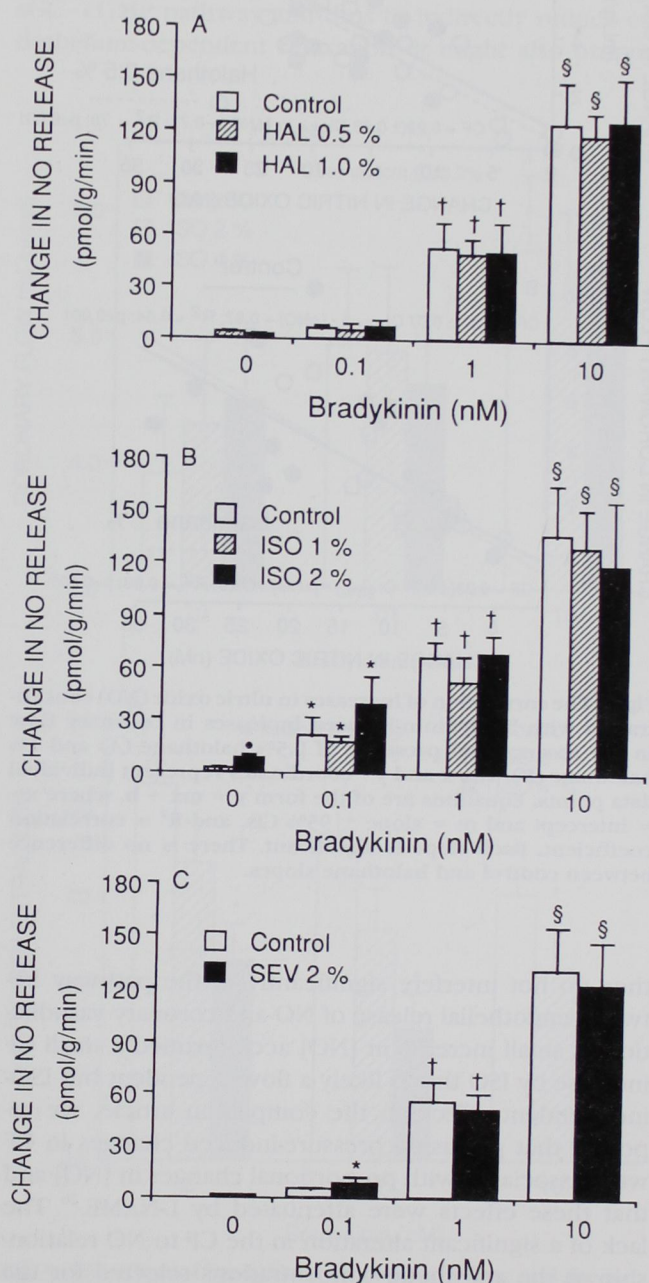 A
CHANGE IN NO RELEASE
(pmol/g/min)
180
150
120
90
60
30
0
Control
HAL 0.5 %
HAL 1.0 %
† † †
§ § §
0 0.1 1 10
Bradykinin (nM)
B
CHANGE IN NO RELEASE
(pmol/g/min)
180
150
120
90
60
30
0
Control
ISO 1 %
ISO 2 %
•
* * *
† † †
§ § §
0 0.1 1 10
Bradykinin (nM)
C
CHANGE IN NO RELEASE
(pmol/g/min)
180
150
120
90
60
30
0
Control
SEV 2 %
*
† †
§ §
0 0.1 1 10
Bradykinin (nM)